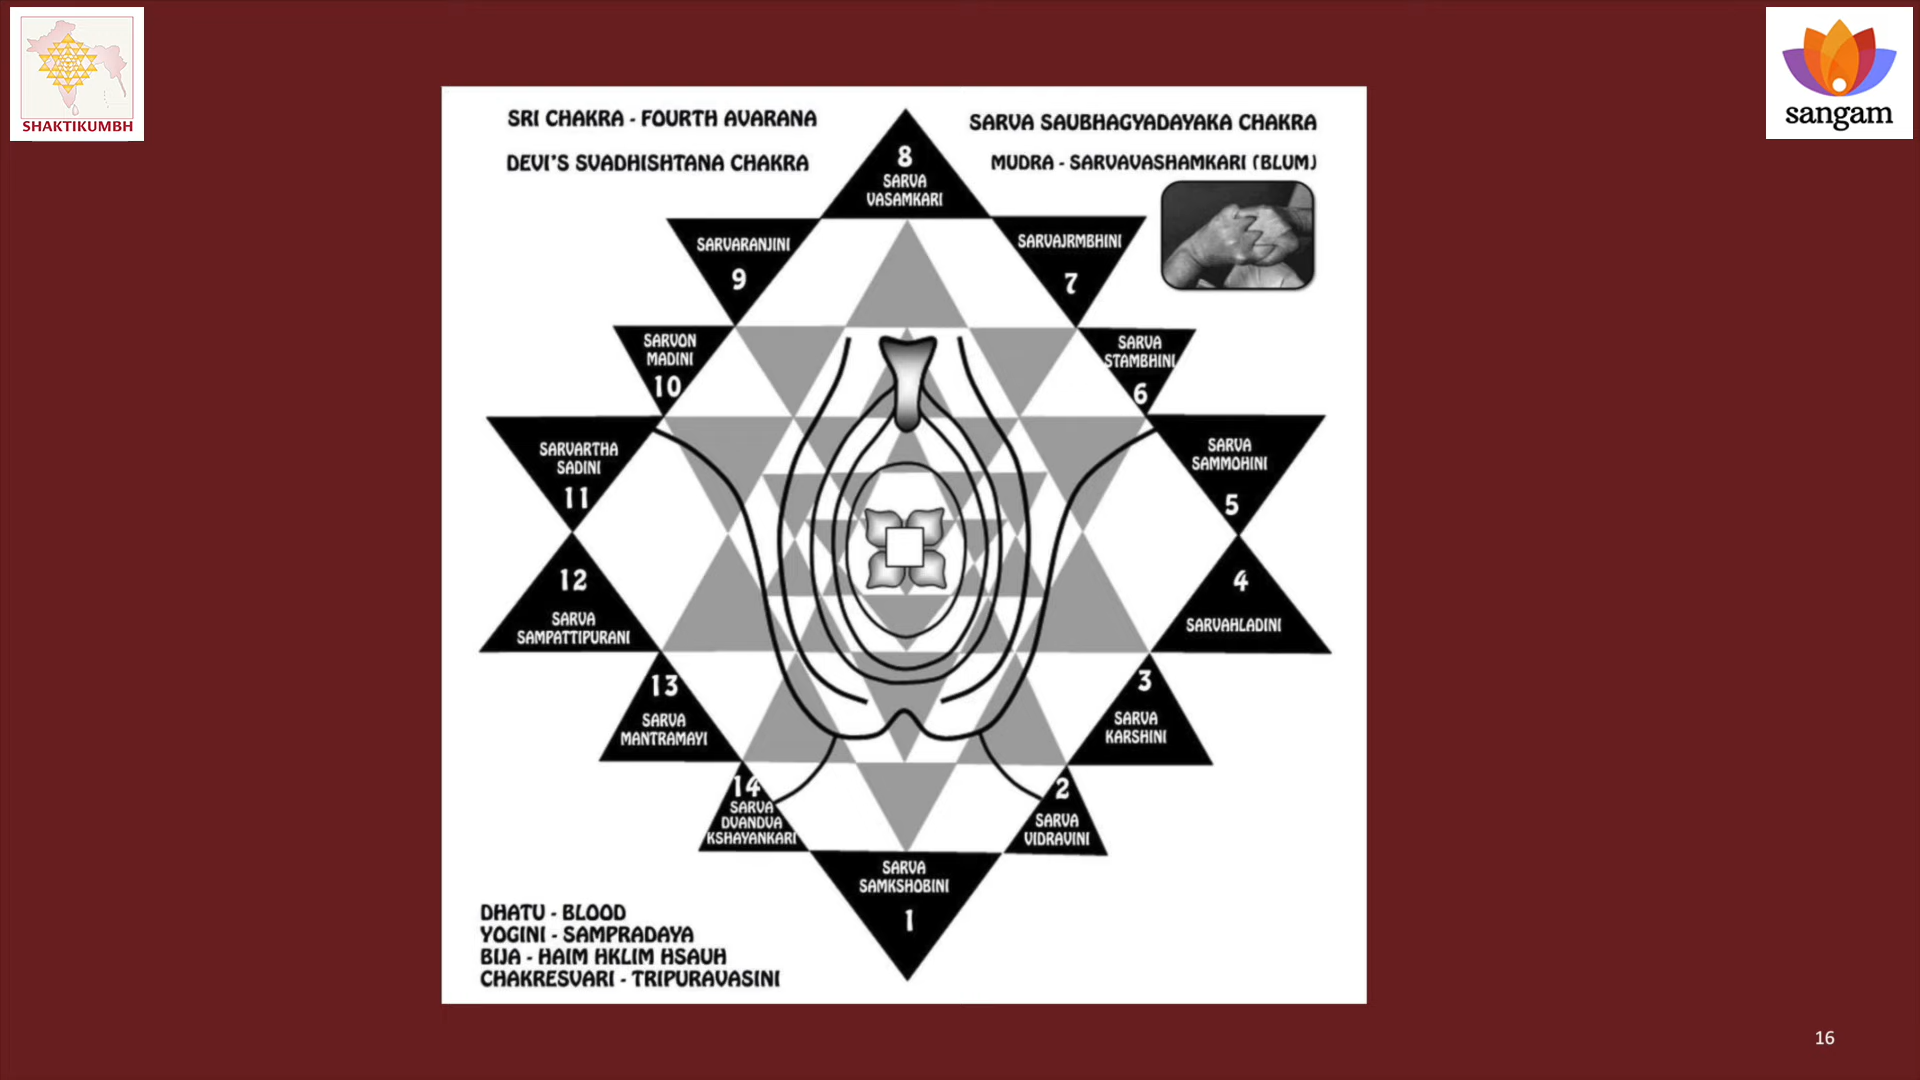 SHAKTIKUMBH
sangam
SRI CHAKRA - FOURTH AVARANA
DEVI'S SVADHISHTANA CHAKRA
SARVA SAUBHAGYADAYAKA CHAKRA
MUDRA - SARVAVASHAMKARI (BLUM)
8
SARVA
VASAMKARI
SARVARANJINI
9
SARVAJRMBHINI
7
SARVON
MADINI
10
SARVA
STAMBHINI
6
SARVARTHA
SADINI
11
SARVA
SAMMOHINI
5
12
SARVA
SAMPATTIPURANI
4
SARVAHLADINI
13
SARVA
MANTRAMAYI
3
SARVA
KARSHINI
14
SARVA
DVANDVA
KSHAYANKARI
2
SARVA
VIDRAVINI
SARVA
SAMKSHOBINI
1
DHATU - BLOOD
YOGINI - SAMPRADAYA
BIJA - HAIM HKLIM HSAUH
CHAKRESVARI - TRIPURAVASINI
16